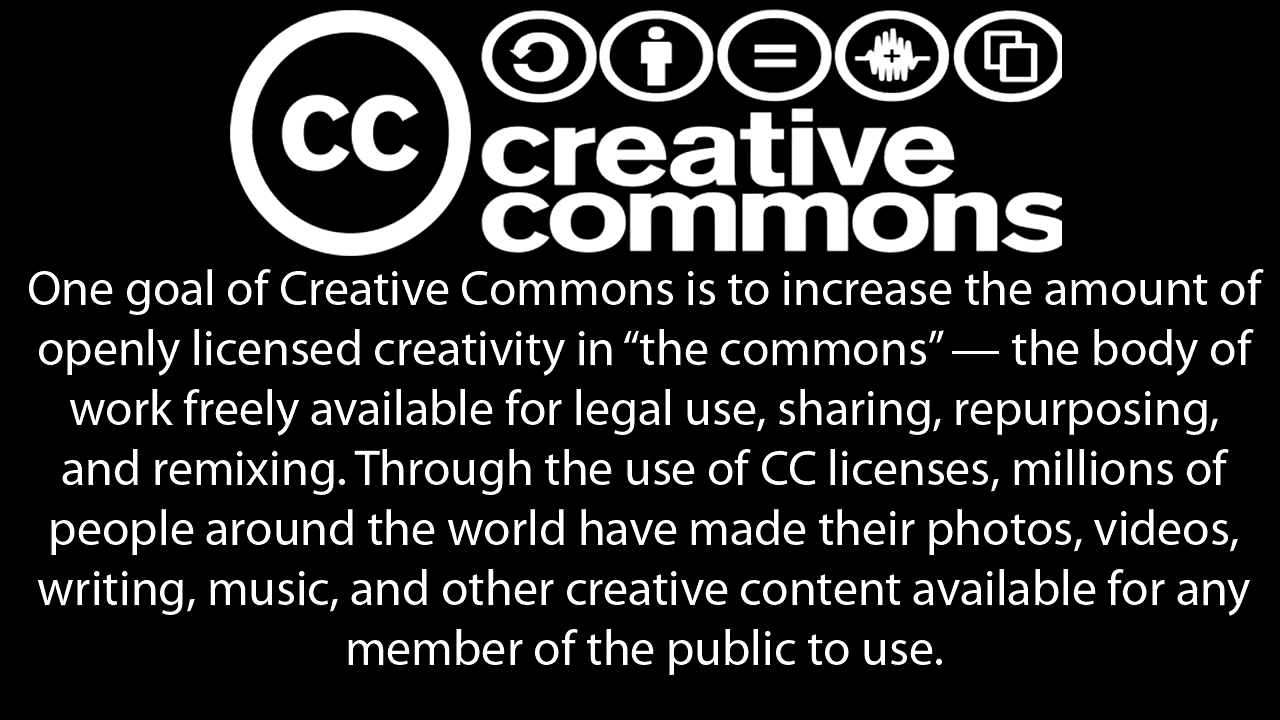 cc
creative
commons
One goal of Creative Commons is to increase the amount of
openly licensed creativity in “the commons” — the body of
work freely available for legal use, sharing, repurposing,
and remixing. Through the use of CC licenses, millions of
people around the world have made their photos, videos,
writing, music, and other creative content available for any
member of the public to use.